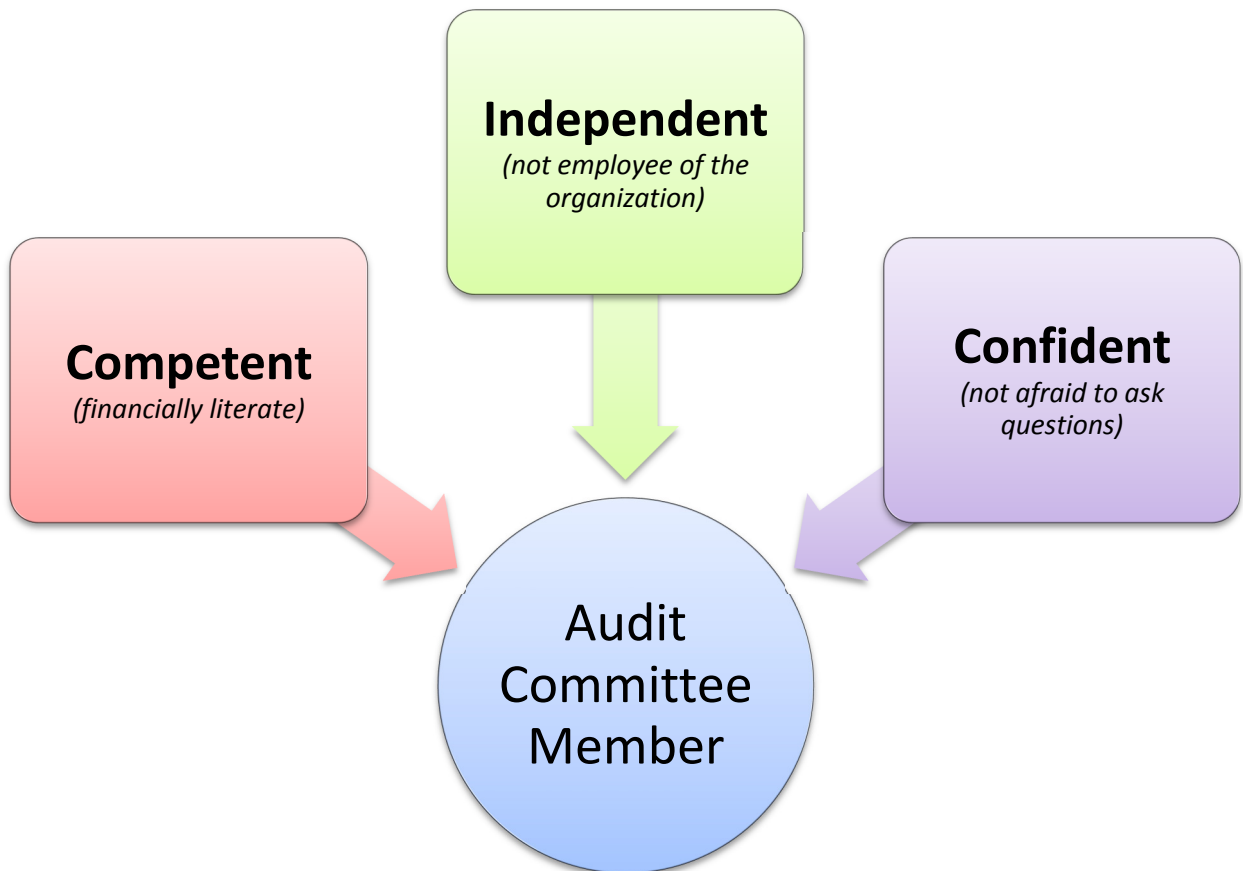 Independent
(not employee of the
organization)
Competent
(financially literate)
Confident
(not afraid to ask
questions)
Audit
Committee
Member